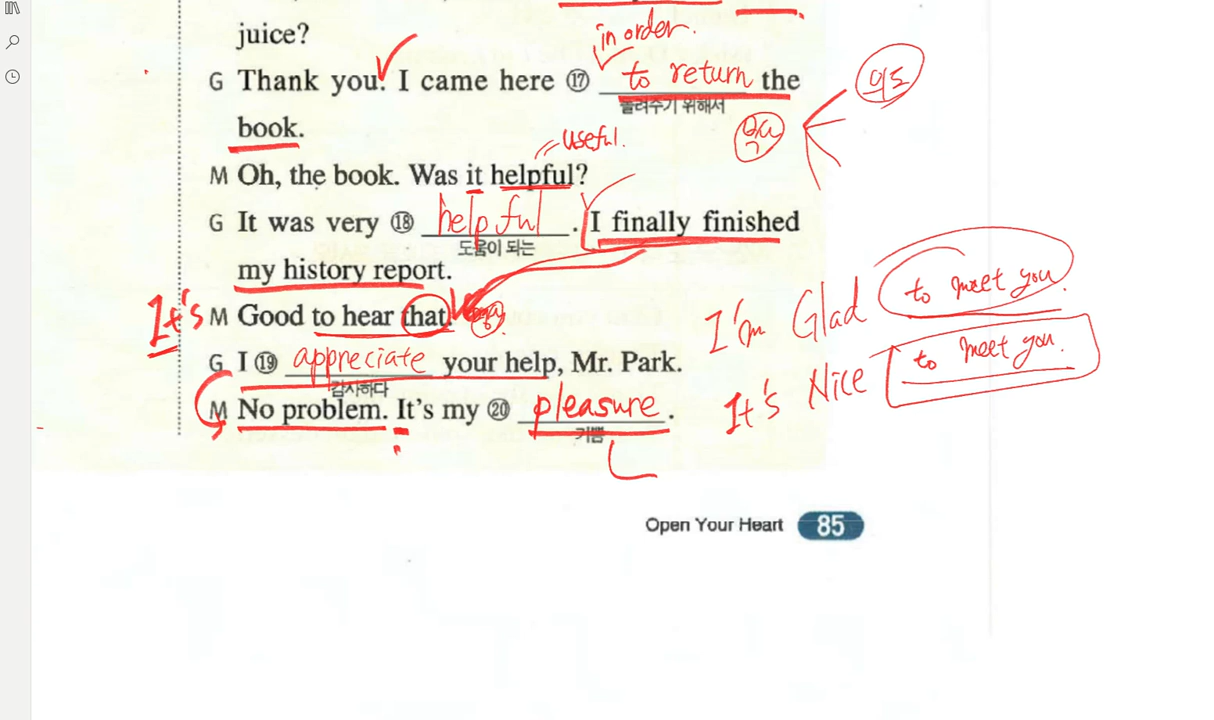 juice?
in order.
G Thank you. I came here ⑰ to return the
돌려주기 위해서
의도
book.
useful.
M Oh, the book. Was it helpful?
G It was very ⑱ helpful. I finally finished
도움이 되는
my history report.
It's M Good to hear that.
I'm Glad to meet you.
G I ⑲ appreciate your help, Mr. Park.
감사하다
It's Nice to meet you.
M No problem. It's my ⑳ pleasure.
기쁨
Open Your Heart 85